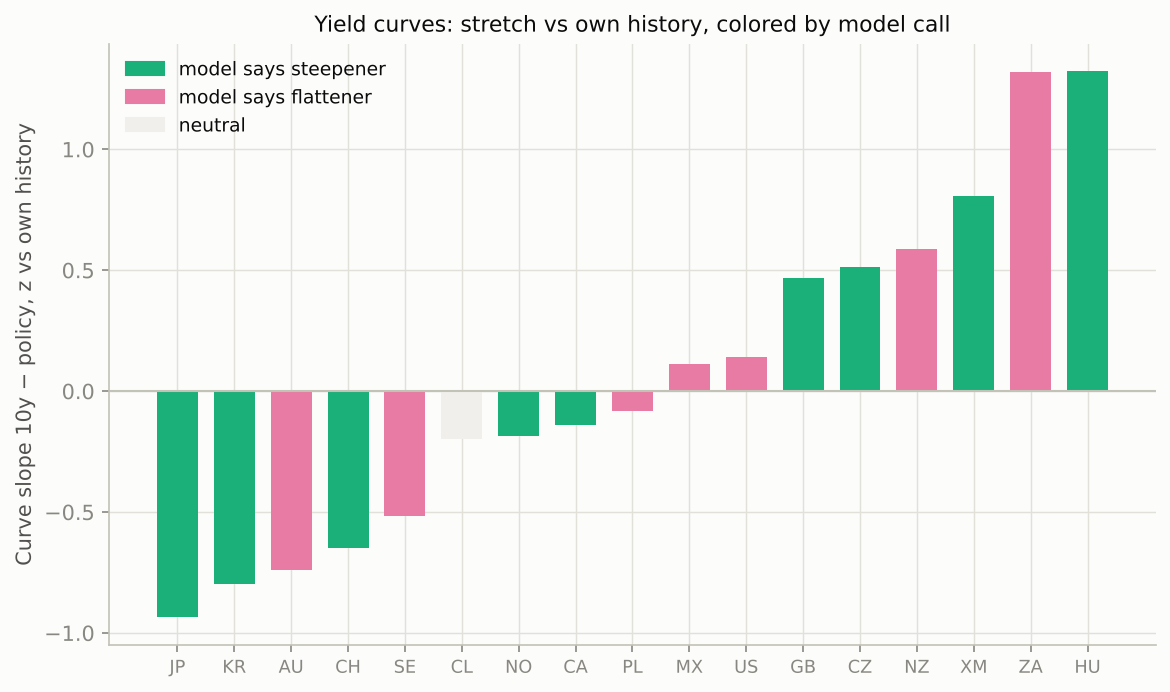 Yield curves: stretch vs own history, colored by model call
model says steepener
model says flattener
neutral
Curve slope 10y − policy, z vs own history
1.0
0.5
0.0
−0.5
−1.0
JP KR AU CH SE CL NO CA PL MX US GB CZ NZ XM ZA HU